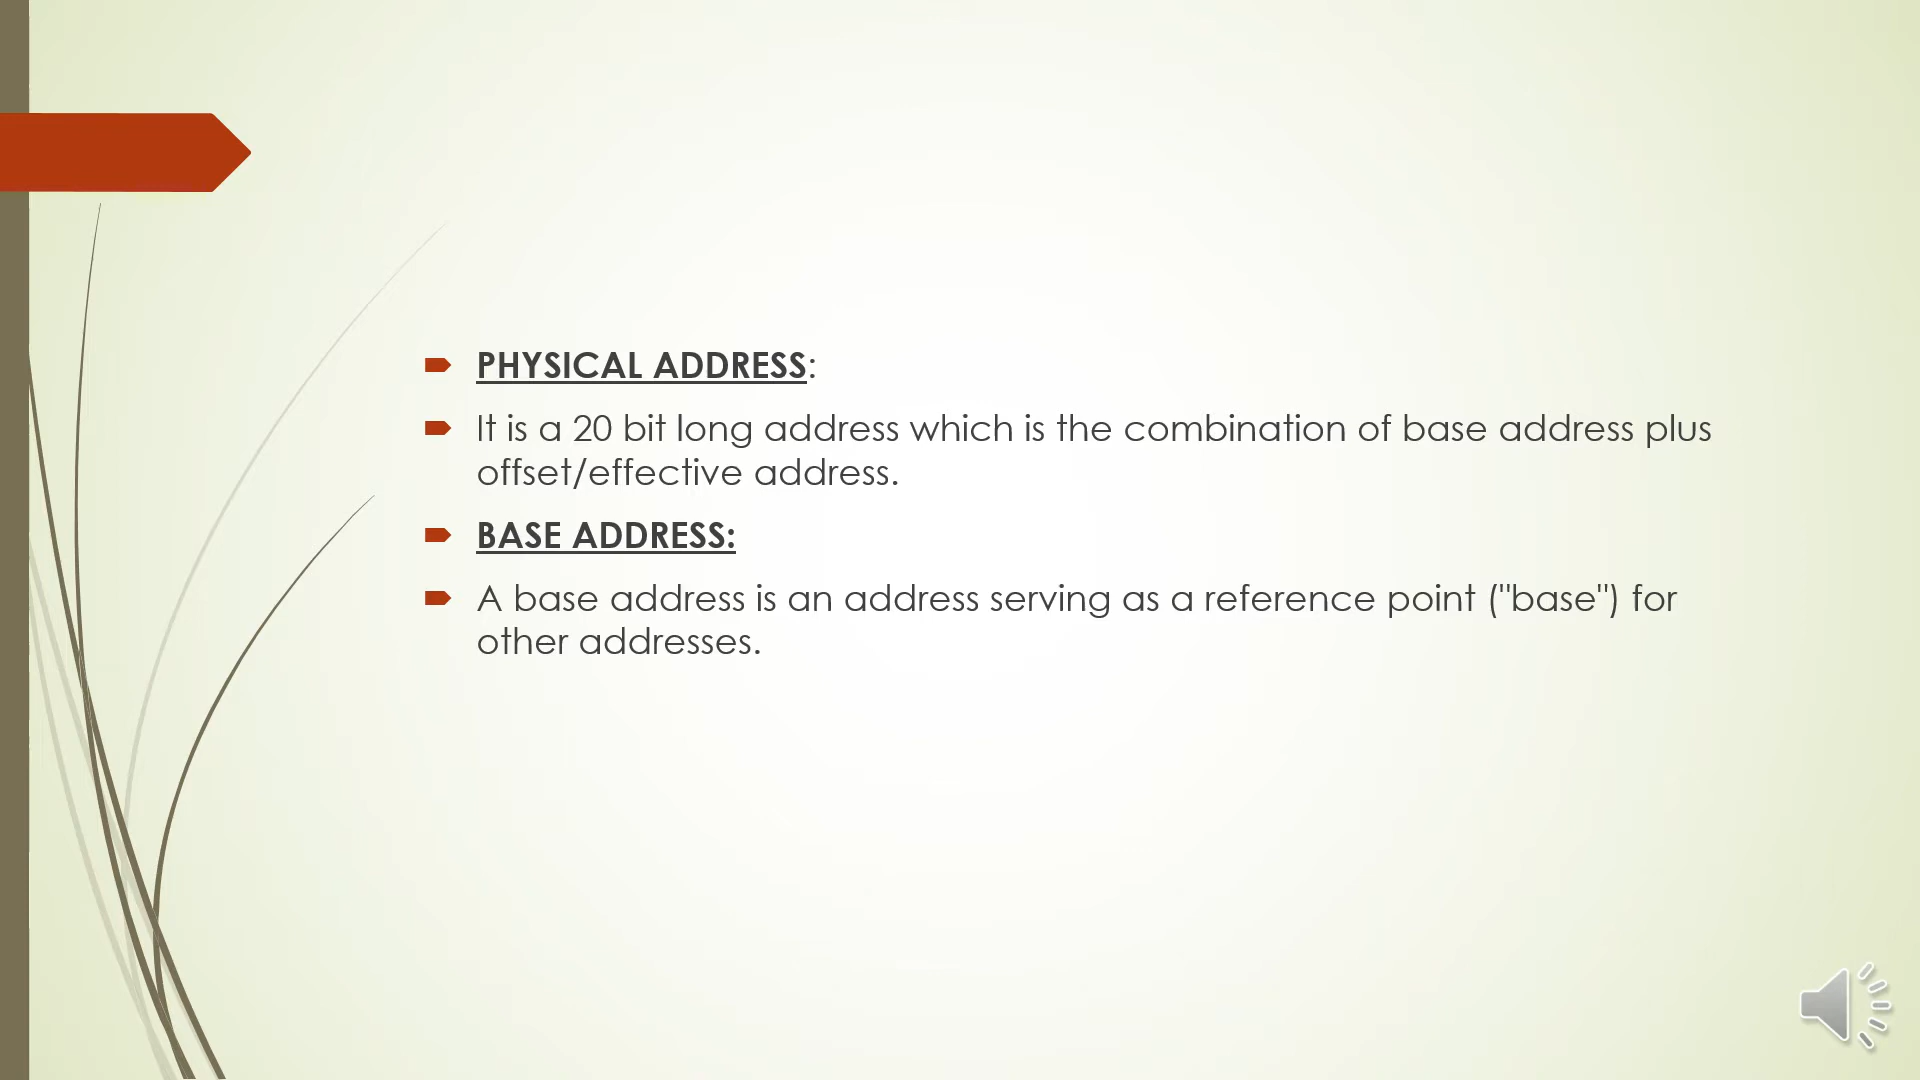 PHYSICAL ADDRESS:
It is a 20 bit long address which is the combination of base address plus
offset/effective address.
BASE ADDRESS:
A base address is an address serving as a reference point ("base") for
other addresses.